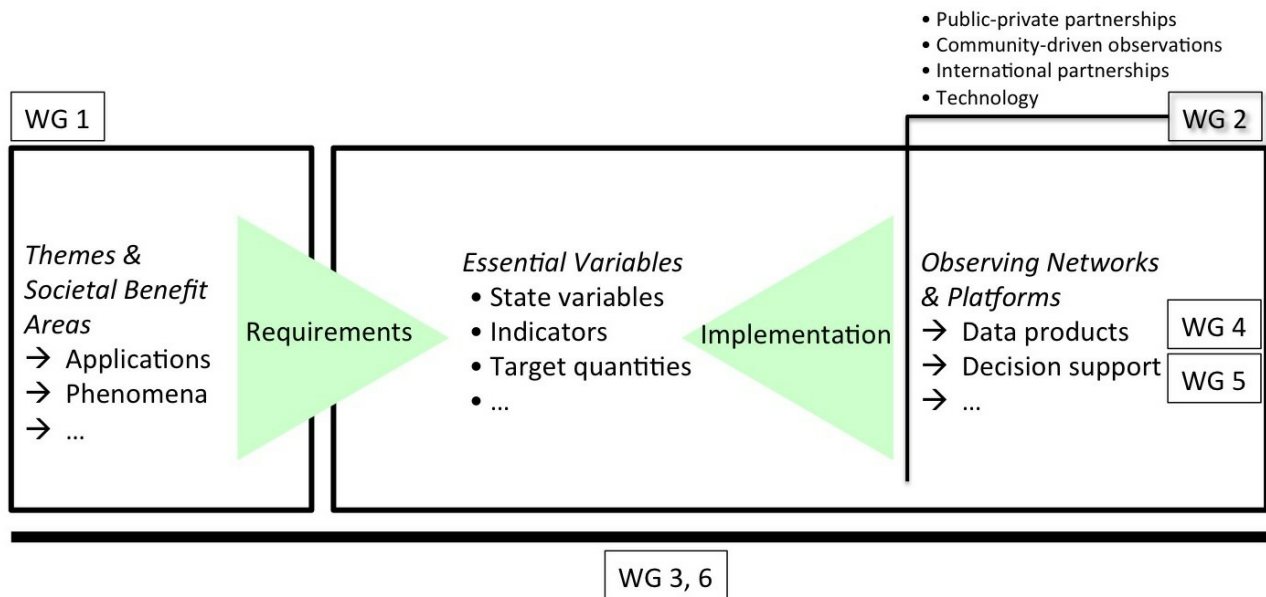 • Public-private partnerships
• Community-driven observations
• International partnerships
• Technology
WG 1
WG 2
Themes &
Societal Benefit
Areas
→ Applications
→ Phenomena
→ ...
Requirements
Essential Variables
• State variables
• Indicators
• Target quantities
• ...
Implementation
Observing Networks
& Platforms
→ Data products
→ Decision support
→ ...
WG 4
WG 5
WG 3, 6